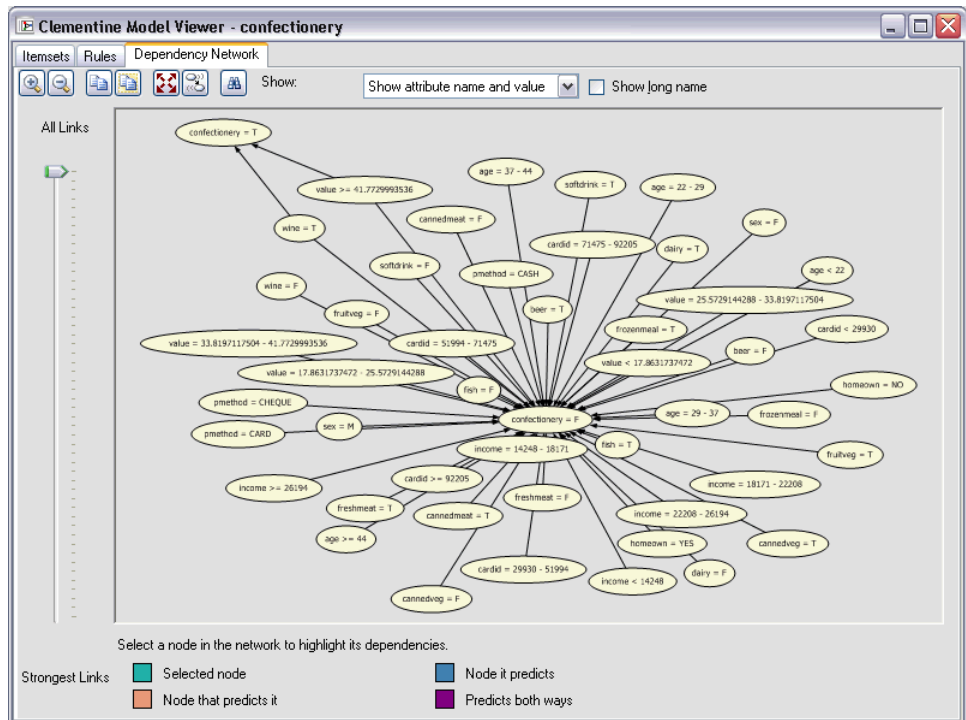 Clementine Model Viewer - confectionery
Itemsets Rules Dependency Network
Show: Show attribute name and value Show long name
All Links
confectionery = T
age = 37 - 44
softdrink = T
age = 22 - 29
value >= 41.7729993536
cannedmeat = F
sex = F
wine = T
cardid = 71475 - 92205
dairy = T
softdrink = F
pmethod = CASH
age < 22
wine = F
value = 25.5729144288 - 33.8197117504
fruitveg = F
beer = T
frozenmeal = T
cardid < 29930
value = 33.8197117504 - 41.7729993536
cardid = 51994 - 71475
beer = F
value < 17.8631737472
value = 17.8631737472 - 25.5729144288
fish = F
homeown = NO
pmethod = CHEQUE
confectionery = F
age = 29 - 37
frozenmeal = F
sex = M
pmethod = CARD
fish = T
income = 14248 - 18171
fruitveg = T
cardid >= 92205
income >= 26194
income = 18171 - 22208
freshmeat = F
freshmeat = T
cannedmeat = T
income = 22208 - 26194
age >= 44
homeown = YES
cannedveg = T
cardid = 29930 - 51994
income < 14248
dairy = F
cannedveg = F
Select a node in the network to highlight its dependencies.
Strongest Links
Selected node
Node it predicts
Node that predicts it
Predicts both ways